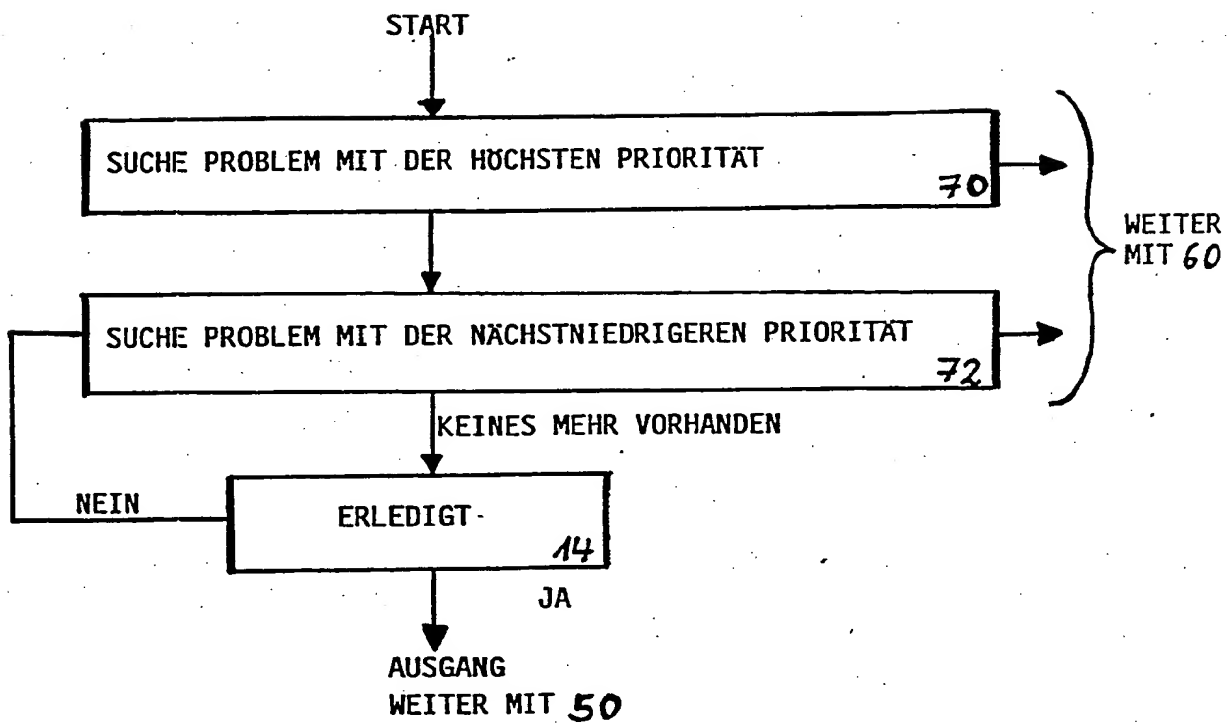 START
SUCHE PROBLEM MIT DER HÖCHSTEN PRIORITÄT
70
WEITER
MIT 60
SUCHE PROBLEM MIT DER NÄCHSTNIEDRIGEREN PRIORITÄT
72
KEINES MEHR VORHANDEN
NEIN
ERLEDIGT
14
JA
AUSGANG
WEITER MIT 50